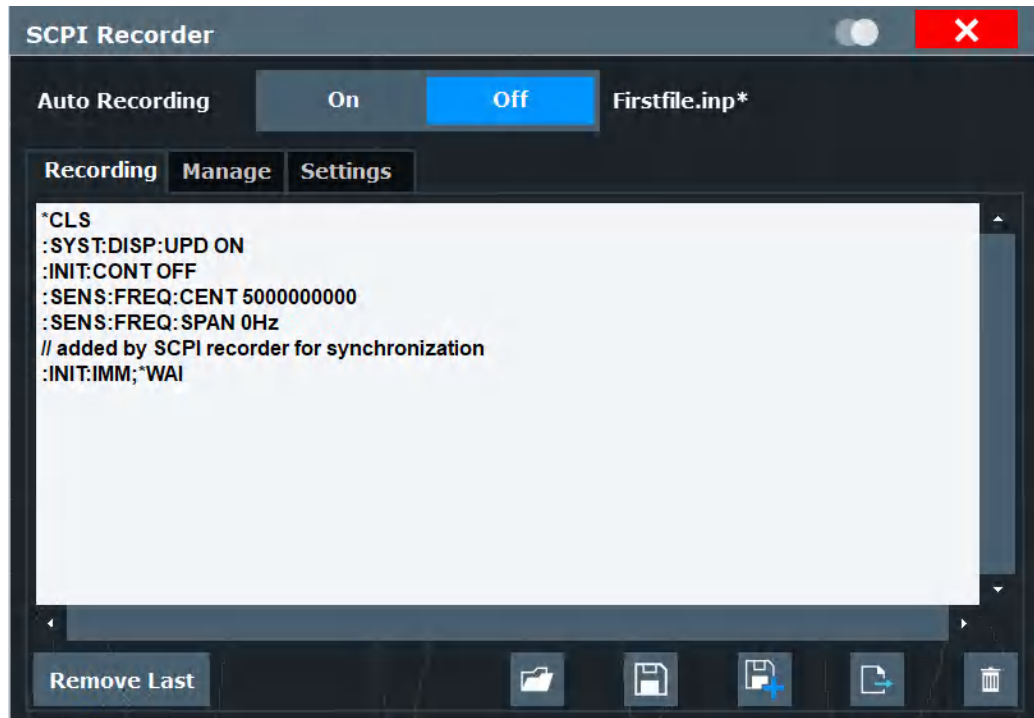 SCPI Recorder
Auto Recording On Off Firstfile.inp*
Recording Manage Settings
*CLS
:SYST:DISP:UPD ON
:INIT:CONT OFF
:SENS:FREQ:CENT 5000000000
:SENS:FREQ:SPAN 0Hz
// added by SCPI recorder for synchronization
:INIT:IMM;*WAI
Remove Last